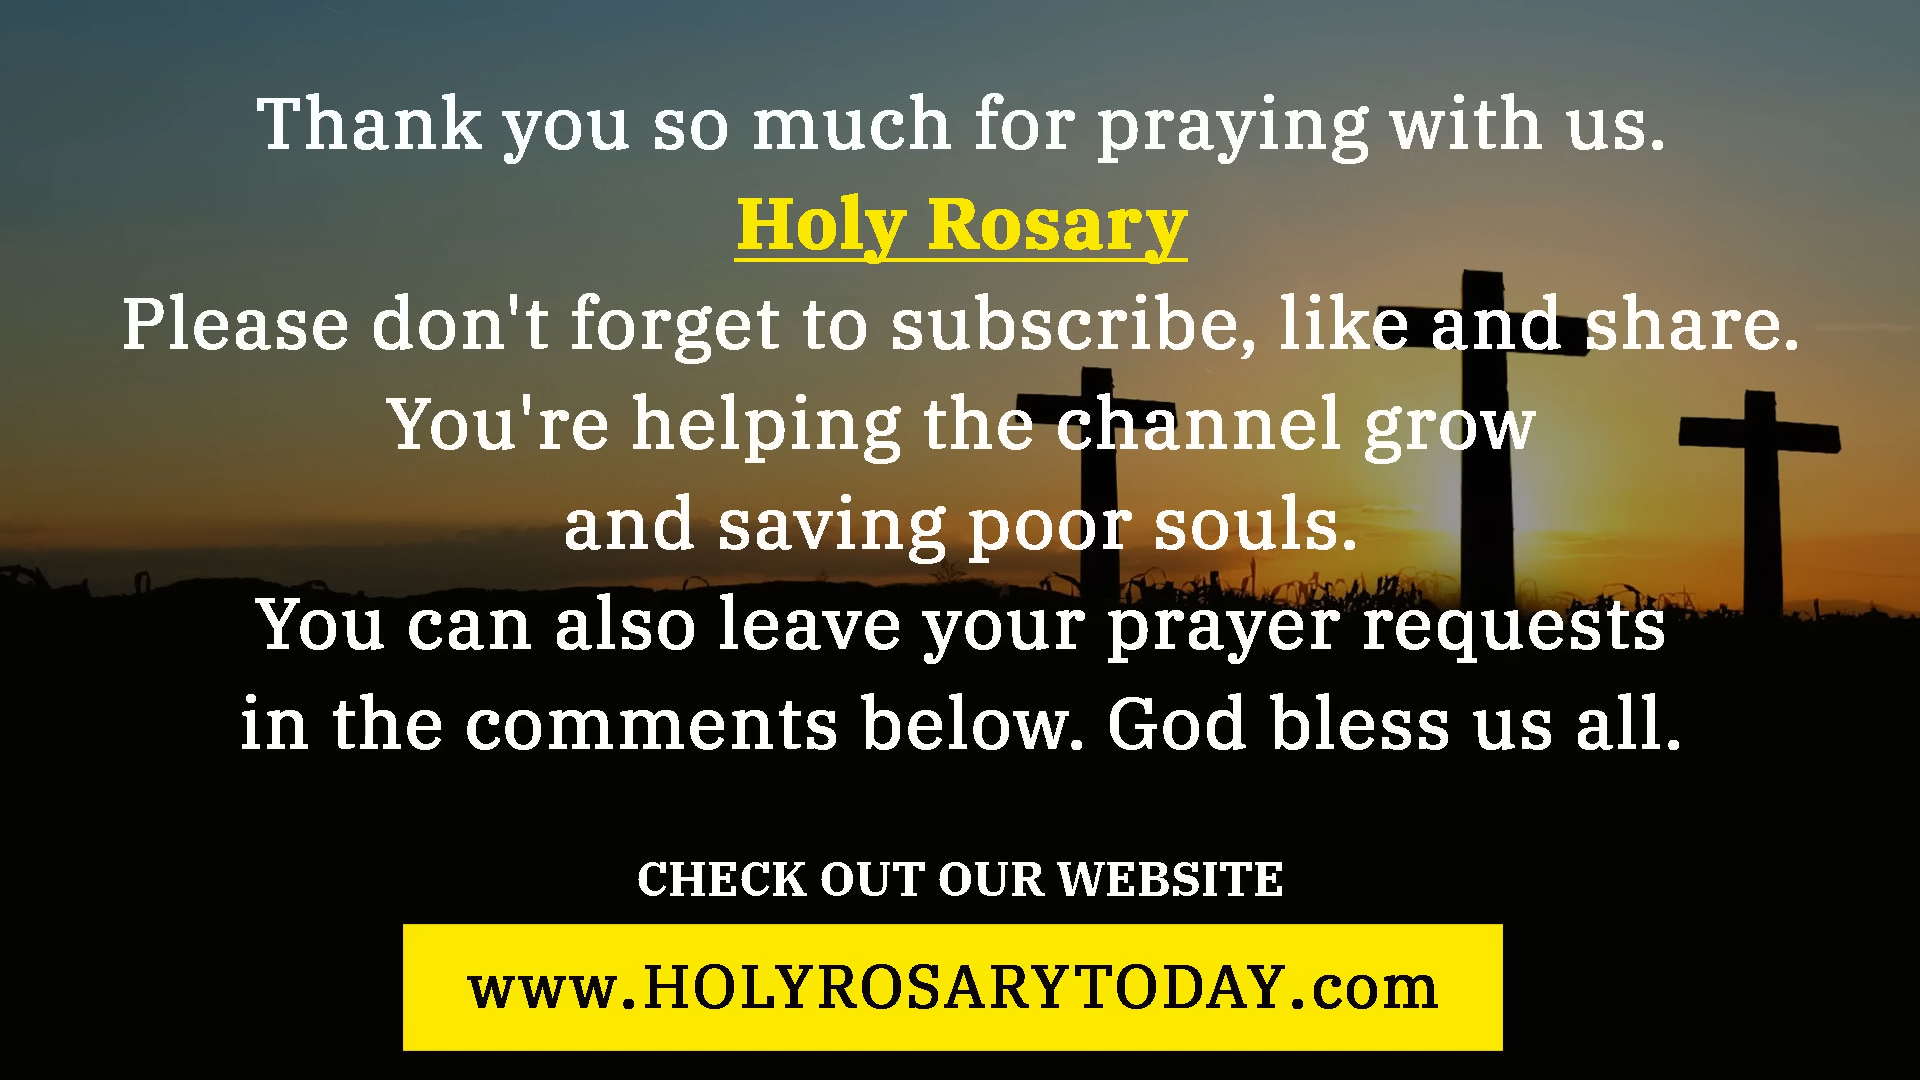 Thank you so much for praying with us.
Holy Rosary
Please don't forget to subscribe, like and share.
You're helping the channel grow
and saving poor souls.
You can also leave your prayer requests
in the comments below. God bless us all.
CHECK OUT OUR WEBSITE
www.HOLYROSARYTODAY.com